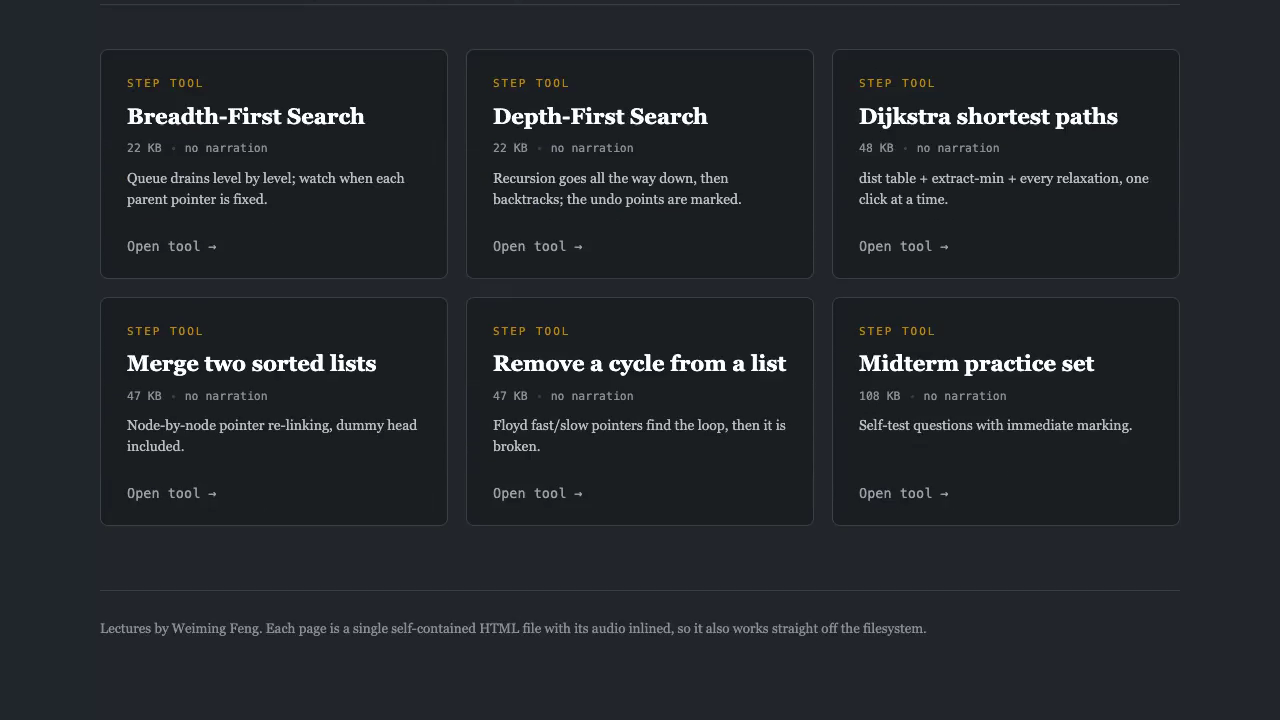 STEP TOOL
Breadth-First Search
22 KB • no narration
Queue drains level by level; watch when each
parent pointer is fixed.
Open tool →
STEP TOOL
Depth-First Search
22 KB • no narration
Recursion goes all the way down, then
backtracks; the undo points are marked.
Open tool →
STEP TOOL
Dijkstra shortest paths
48 KB • no narration
dist table + extract-min + every relaxation, one
click at a time.
Open tool →
STEP TOOL
Merge two sorted lists
47 KB • no narration
Node-by-node pointer re-linking, dummy head
included.
Open tool →
STEP TOOL
Remove a cycle from a list
47 KB • no narration
Floyd fast/slow pointers find the loop, then it is
broken.
Open tool →
STEP TOOL
Midterm practice set
108 KB • no narration
Self-test questions with immediate marking.
Open tool →
Lectures by Weiming Feng. Each page is a single self-contained HTML file with its audio inlined, so it also works straight off the filesystem.